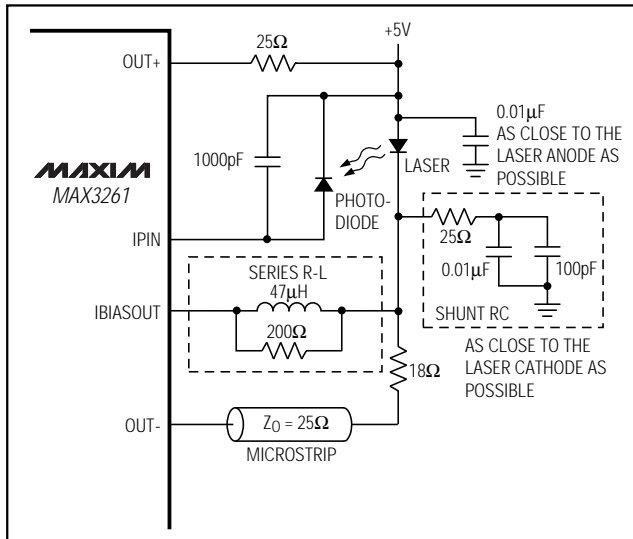 +5V
25Ω
OUT+
0.01μF
AS CLOSE TO THE
LASER ANODE AS
POSSIBLE
1000pF
LASER
MAXIM
MAX3261
PHOTO-
DIODE
IPIN
25Ω
0.01μF
100pF
SHUNT RC
SERIES R-L
47μH
IBIASOUT
200Ω
AS CLOSE TO THE
LASER CATHODE AS
POSSIBLE
18Ω
OUT-
ZO = 25Ω
MICROSTRIP